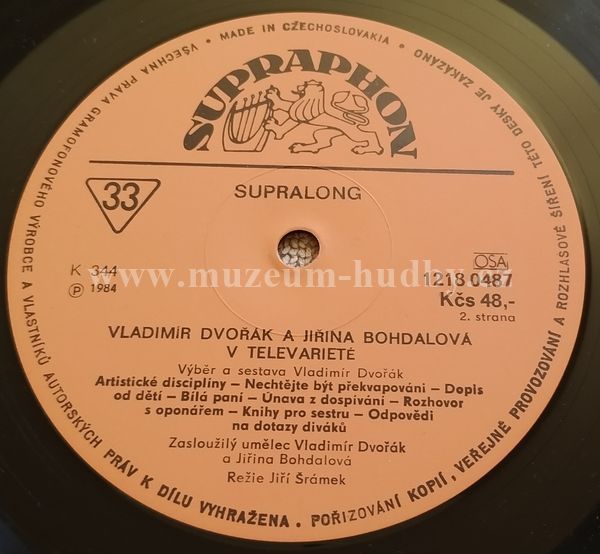 VŠECHNA PRÁVA GRAMOFONOVÉHO VÝROBCE A VLASTNÍKŮ AUTORSKÝCH PRÁV K DÍLU VYHRAŽENA. POŘIZOVÁNÍ KOPIÍ, VEŘEJNÉ PROVOZOVÁNÍ A ROZHLASOVÉ ŠÍŘENÍ TÉTO DESKY JE ZAKÁZÁNO
• MADE IN CZECHOSLOVAKIA •
SUPRAPHON
33
SUPRALONG
K 344
℗ 1984
OSA
1218 0487
Kčs 48,-
2. strana
www.muzeum-hudby.cz
VLADIMÍR DVOŘÁK A JIŘINA BOHDALOVÁ
V TELEVARIETÉ
Výběr a sestava Vladimír Dvořák
Artistické disciplíny – Nechtějte být překvapováni – Dopis
od dětí – Bílá paní – Únava z dospívání – Rozhovor
s oponářem – Knihy pro sestru – Odpovědi
na dotazy diváků
Zasloužilý umělec Vladimír Dvořák
a Jiřina Bohdalová
Režie Jiří Šrámek